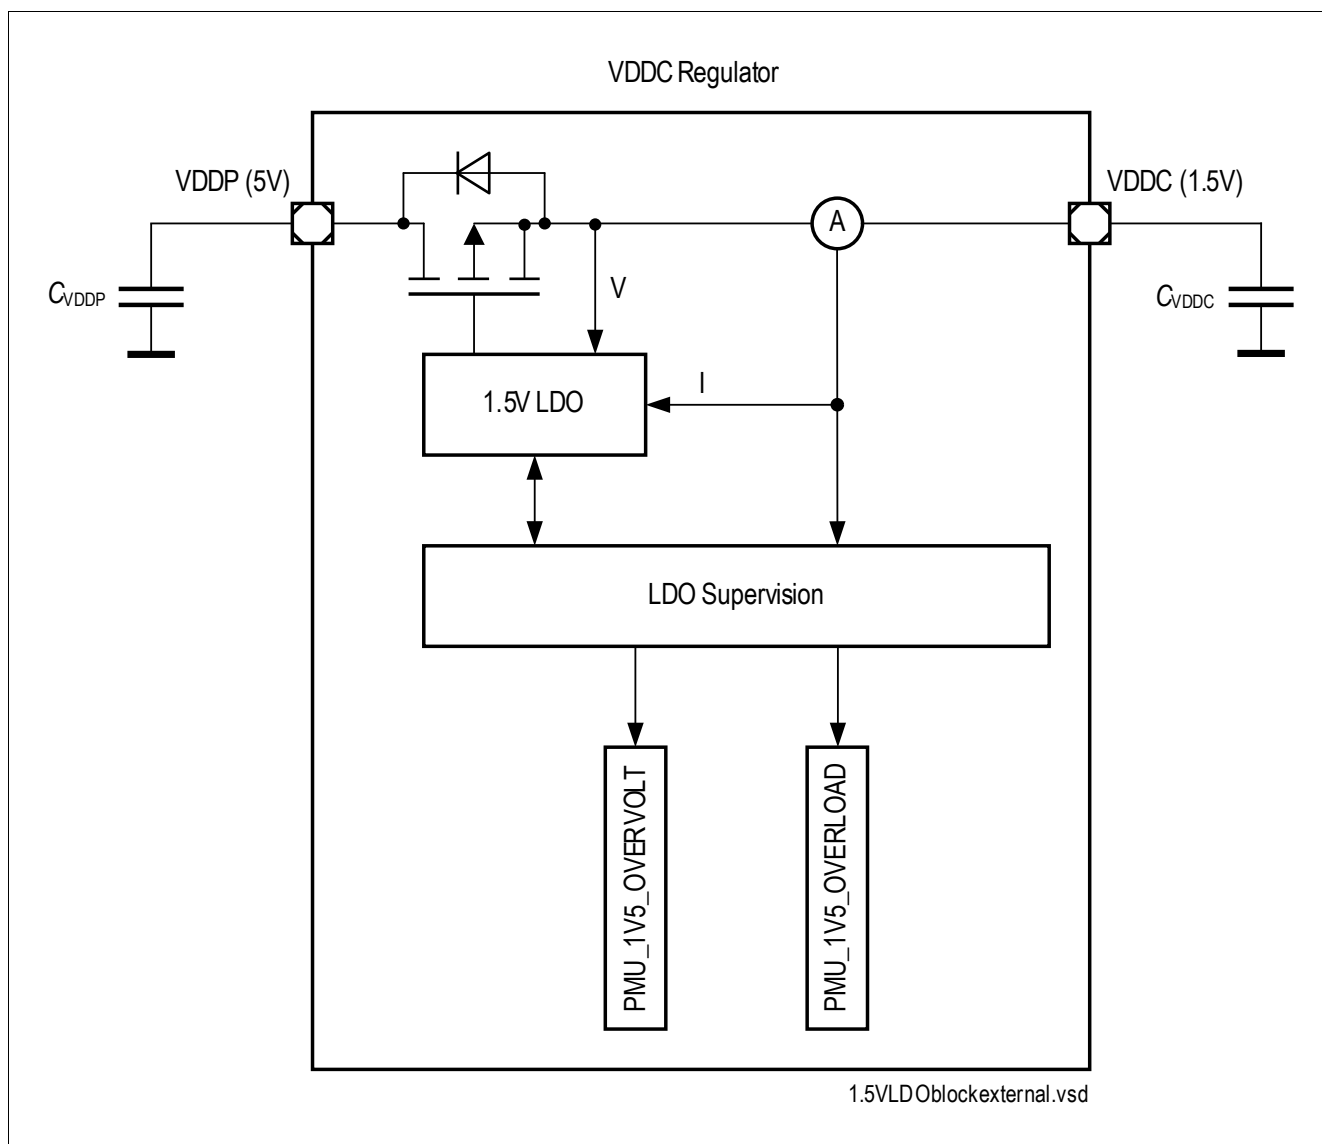 VDDC Regulator
VDDP (5V)
VDDC (1.5V)
A
CVDDP
V
CVDDC
1.5V LDO
I
LDO Supervision
PMU_1V5_OVERVOLT
PMU_1V5_OVERLOAD
1.5VLDOblockexternal.vsd